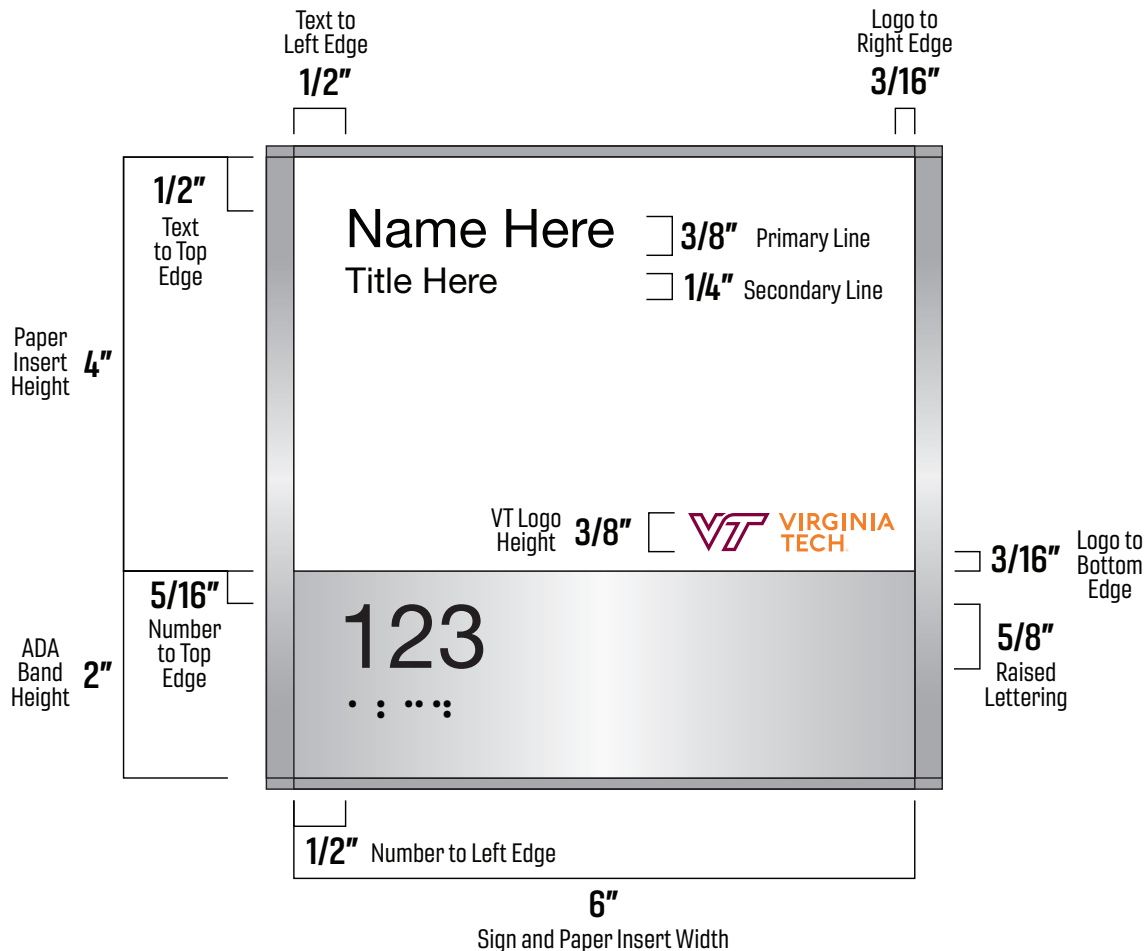 Text to
Left Edge
1/2"
Logo to
Right Edge
3/16"
1/2"
Text
to Top
Edge
Name Here
3/8" Primary Line
Title Here
1/4" Secondary Line
Paper
Insert
Height
4"
VT Logo
Height
3/8"
VT VIRGINIA
TECH
3/16"
Logo to
Bottom
Edge
5/16"
Number
to Top
Edge
123
5/8"
Raised
Lettering
ADA
Band
Height
2"
1/2" Number to Left Edge
6"
Sign and Paper Insert Width